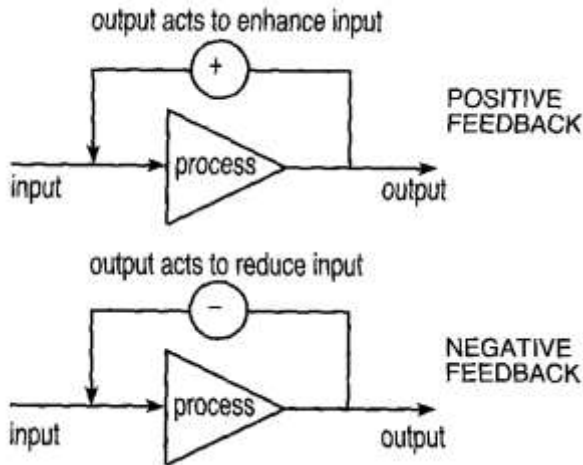 output acts to enhance input
+
POSITIVE
FEEDBACK
process
input
output
output acts to reduce input
−
NEGATIVE
FEEDBACK
process
input
output